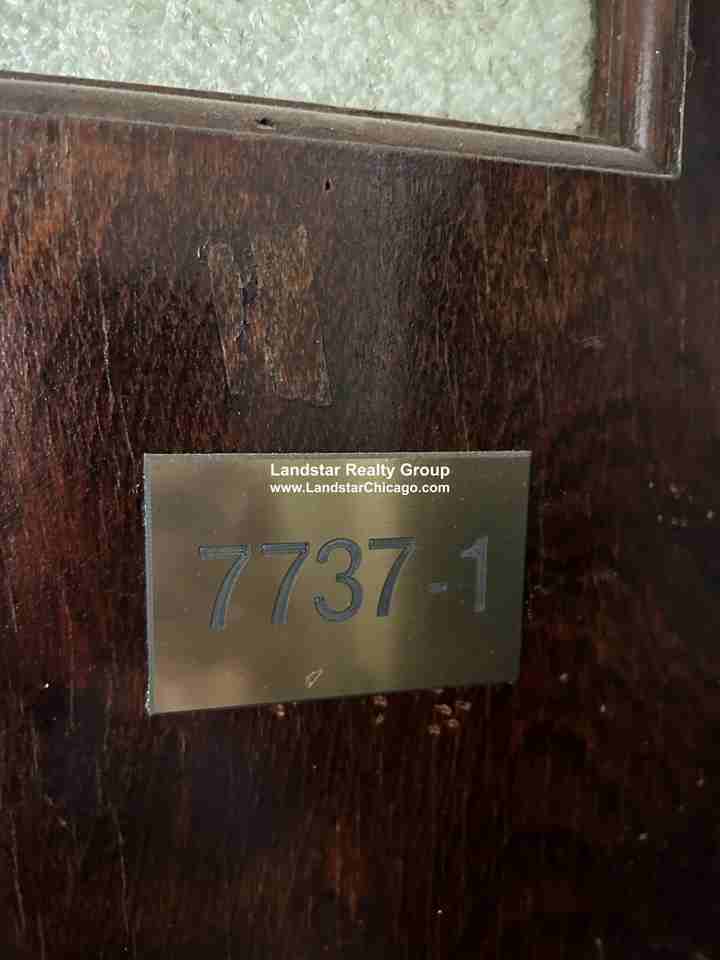 Landstar Realty Group
www.LandstarChicago.com
7737-1